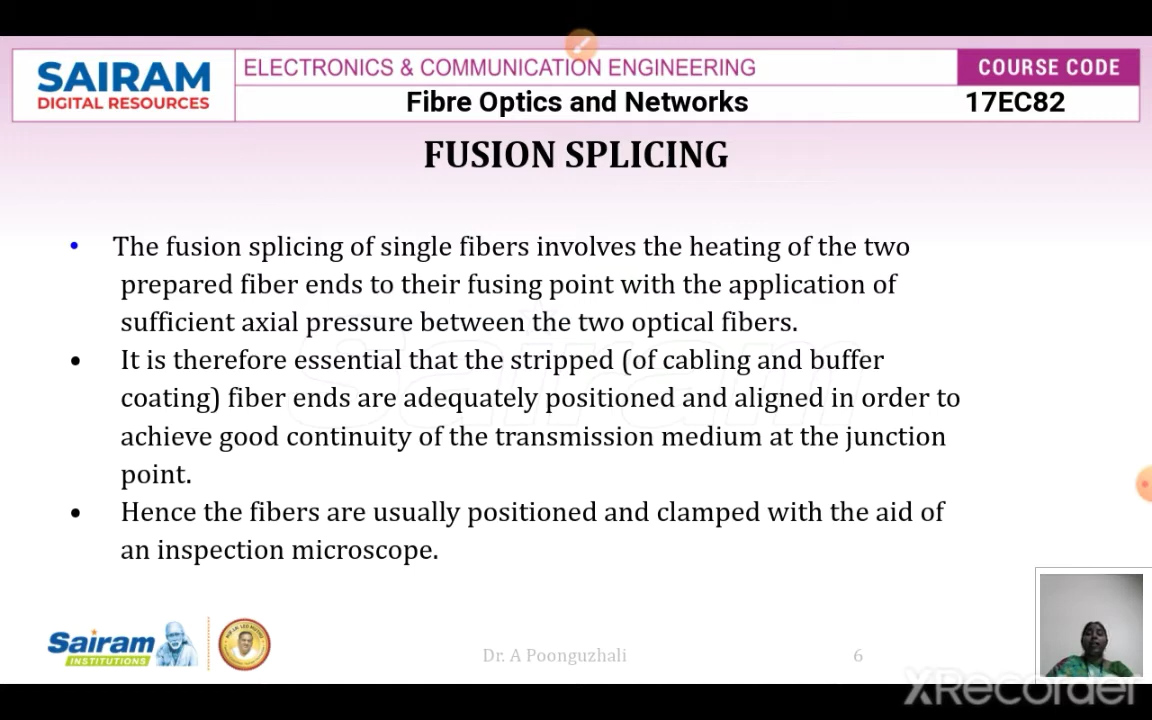 SAIRAM
DIGITAL RESOURCES
ELECTRONICS & COMMUNICATION ENGINEERING
COURSE CODE
Fibre Optics and Networks
17EC82
FUSION SPLICING
• The fusion splicing of single fibers involves the heating of the two
prepared fiber ends to their fusing point with the application of
sufficient axial pressure between the two optical fibers.
• It is therefore essential that the stripped (of cabling and buffer
coating) fiber ends are adequately positioned and aligned in order to
achieve good continuity of the transmission medium at the junction
point.
• Hence the fibers are usually positioned and clamped with the aid of
an inspection microscope.
Sairam
Sairam
INSTITUTIONS
Dr. A Poonguzhali
6
XRecorder